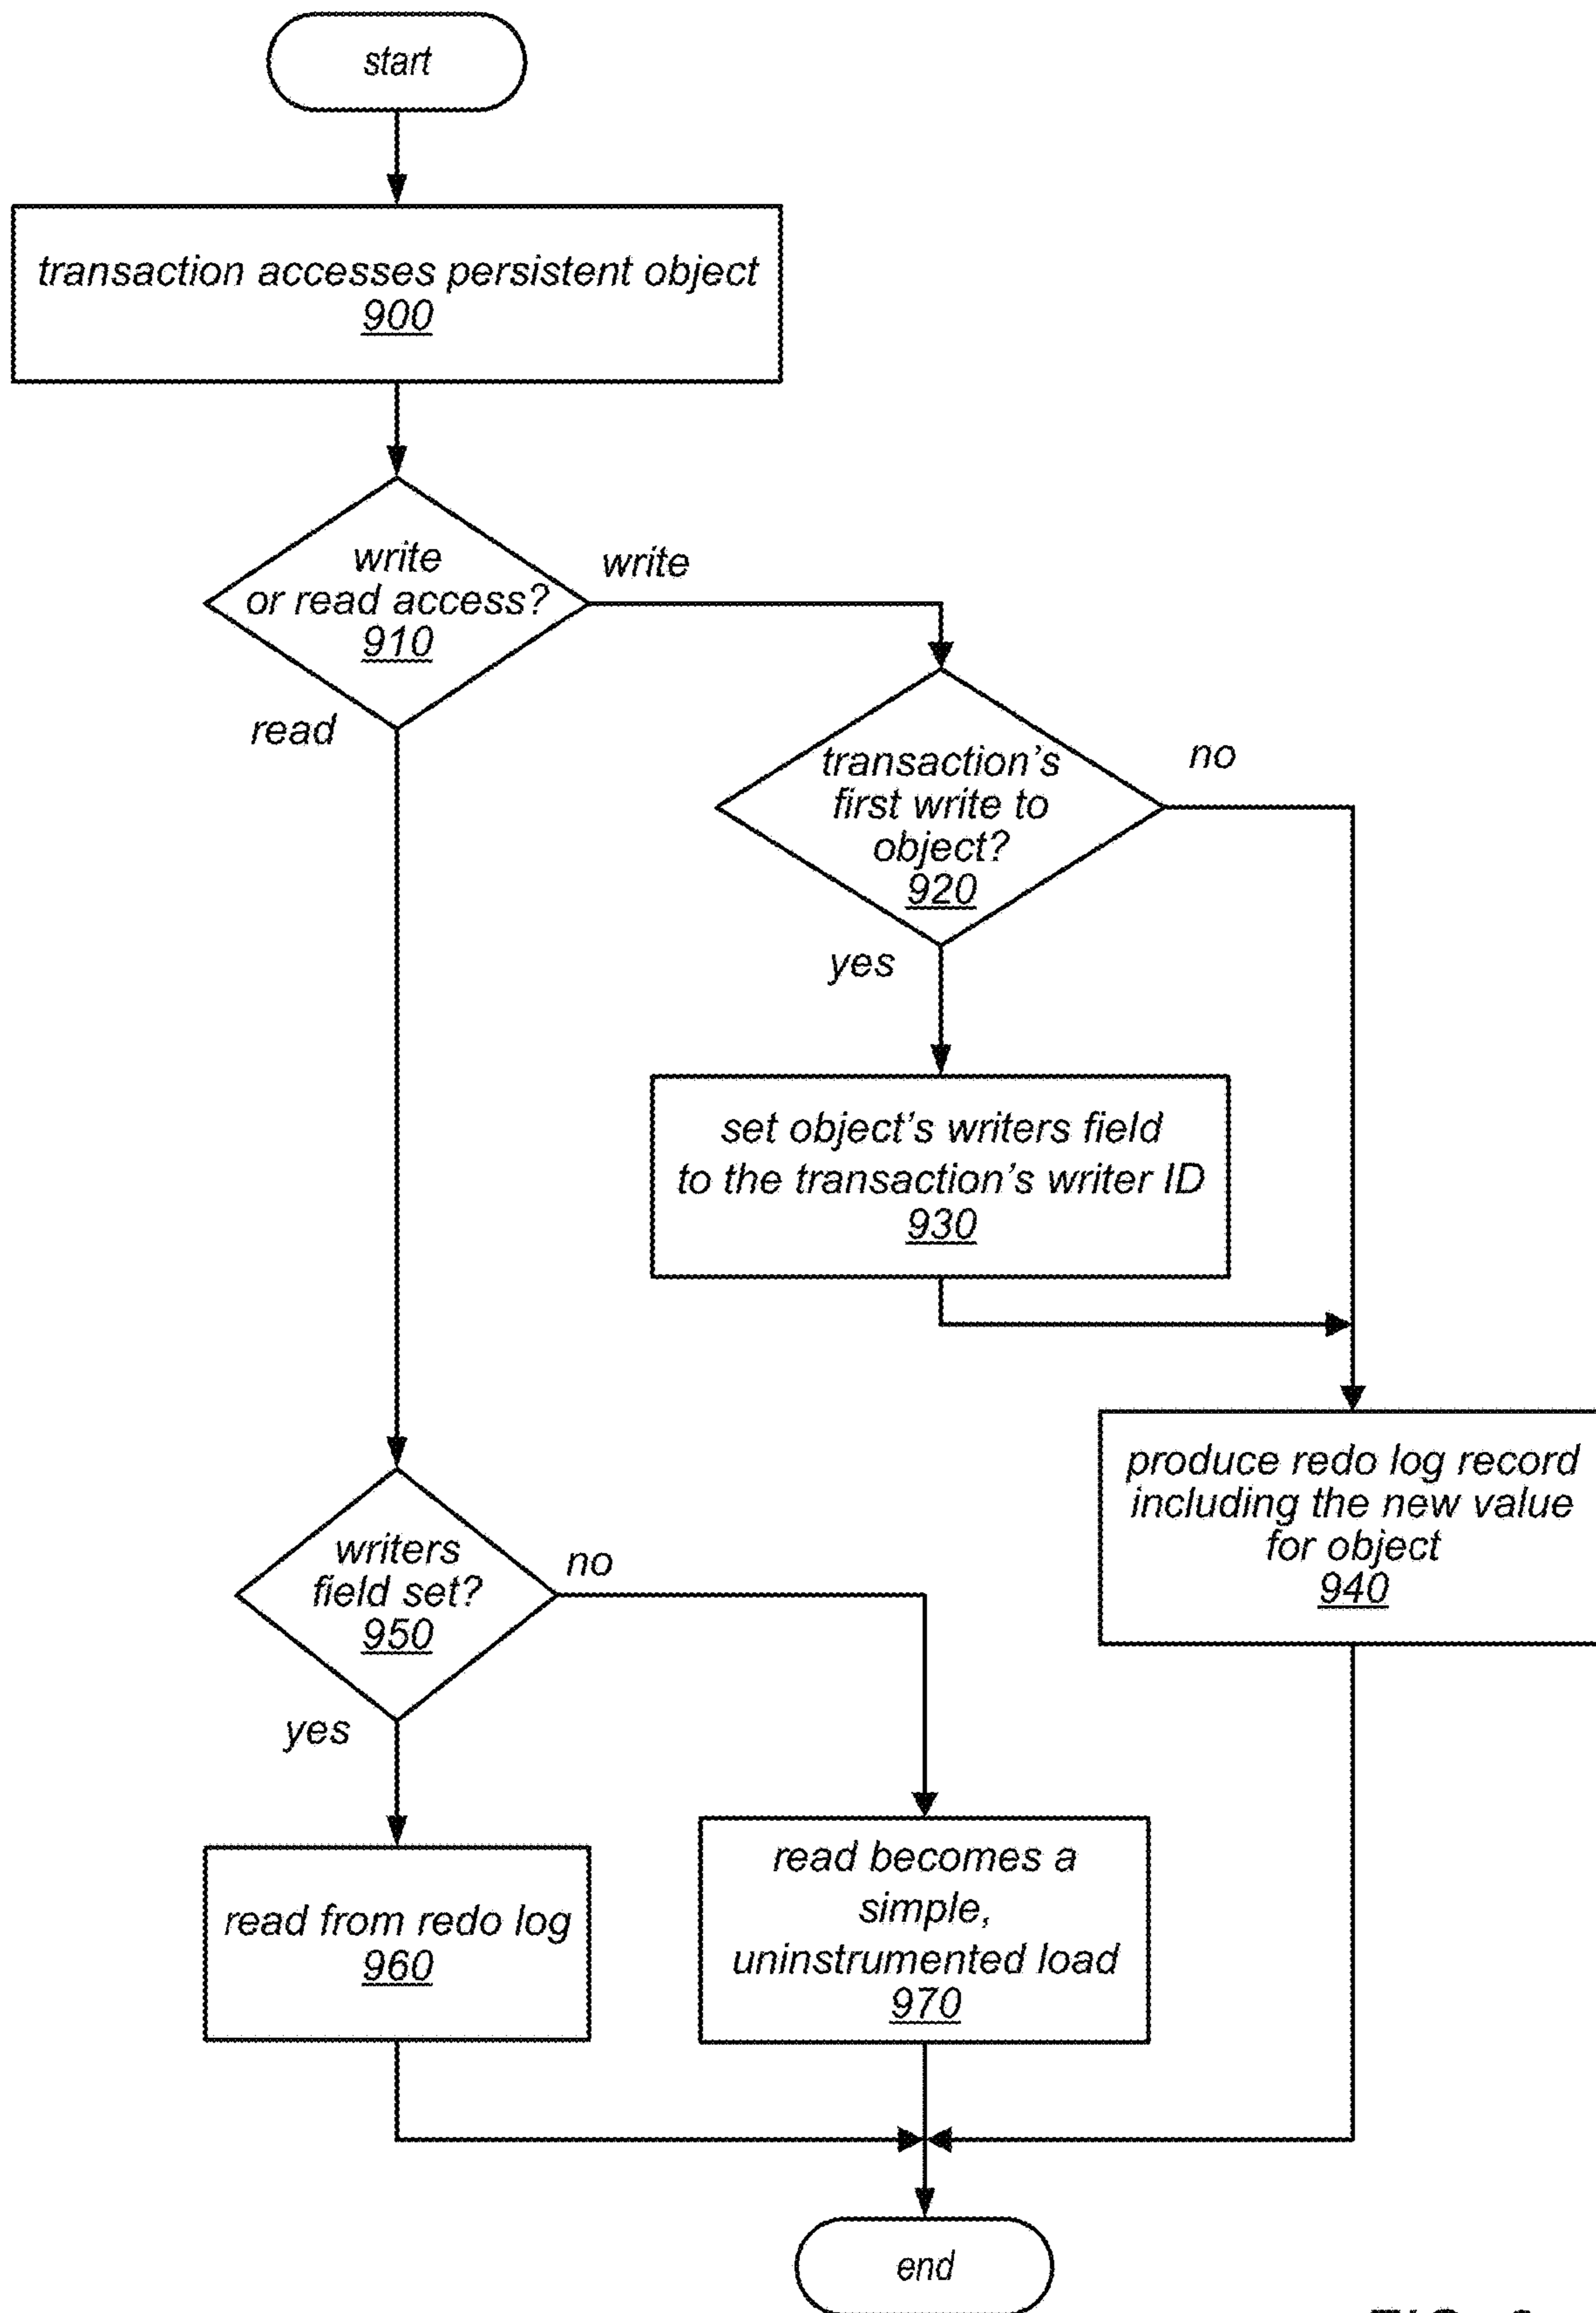 start
transaction accesses persistent object
900
write
or read access?
910
write
read
transaction's
first write to
object?
920
no
yes
set object's writers field
to the transaction's writer ID
930
produce redo log record
including the new value
for object
940
writers
field set?
950
no
yes
read from redo log
960
read becomes a
simple,
uninstrumented load
970
end